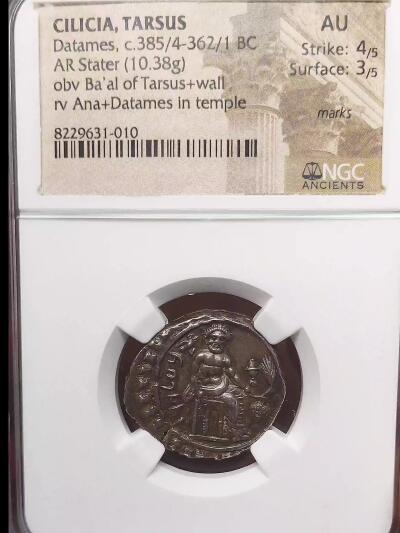 CILICIA, TARSUS
Datames, c.385/4-362/1 BC
AR Stater (10.38g)
obv Ba'al of Tarsus+wall
rv Ana+Datames in temple
8229631-010
AU
Strike: 4/5
Surface: 3/5
marks
NGC
ANCIENTS